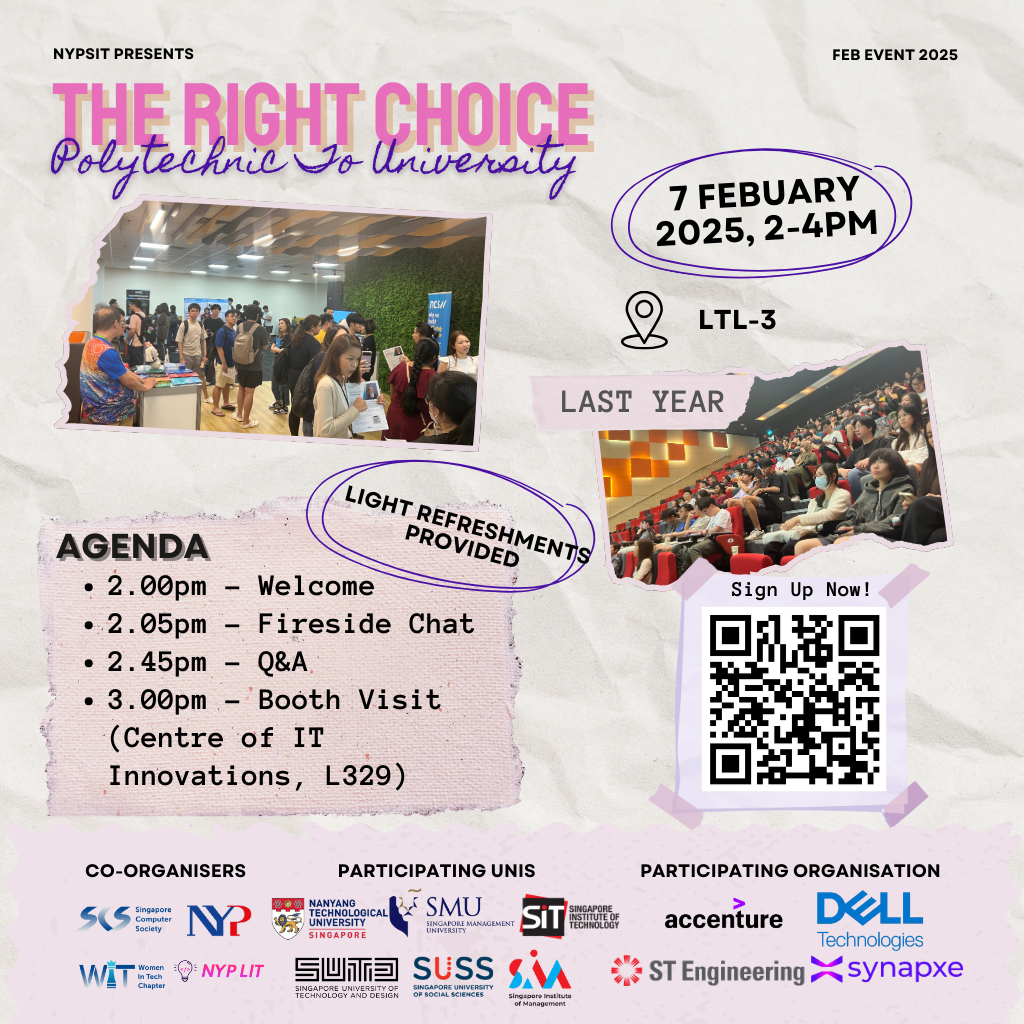 NYPSIT PRESENTS
FEB EVENT 2025
THE RIGHT CHOICE
Polytechnic To University
7 FEBUARY
2025, 2-4PM
LTL-3
LAST YEAR
LIGHT REFRESHMENTS
PROVIDED
AGENDA
• 2.00pm – Welcome
• 2.05pm – Fireside Chat
• 2.45pm – Q&A
• 3.00pm – Booth Visit
(Centre of IT
Innovations, L329)
Sign Up Now!
CO-ORGANISERS
SCS Singapore
Computer
Society
NYP
WiT Women
In Tech
Chapter
NYP LIT
PARTICIPATING UNIS
NANYANG
TECHNOLOGICAL
UNIVERSITY
SINGAPORE
SMU
SINGAPORE MANAGEMENT
UNIVERSITY
SiT SINGAPORE
INSTITUTE OF
TECHNOLOGY
SUTD
SINGAPORE UNIVERSITY OF
TECHNOLOGY AND DESIGN
SUSS
SINGAPORE UNIVERSITY
OF SOCIAL SCIENCES
SIM
Singapore Institute
of Management
PARTICIPATING ORGANISATION
accenture
DELL
Technologies
ST Engineering
synapxe